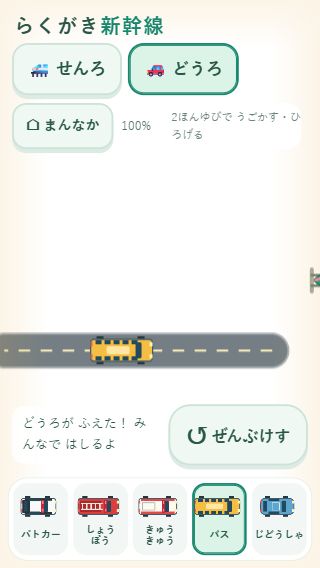 らくがき新幹線
せんろ
どうろ
まんなか
100%
2ほんゆびで うごかす・ひ
ろげる
どうろが ふえた！ み
んなで はしるよ
ぜんぶけす
パトカー
しょう
ぼう
きゅう
きゅう
バス
じどうしゃ